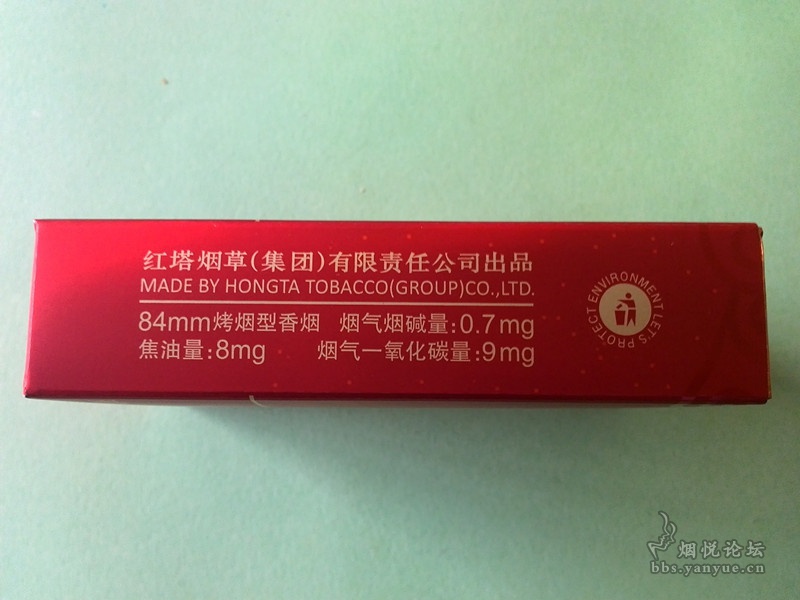 红塔烟草(集团)有限责任公司出品
MADE BY HONGTA TOBACCO(GROUP)CO.,LTD.
84mm烤烟型香烟 烟气烟碱量:0.7mg
焦油量:8mg 烟气一氧化碳量:9mg
PROTECT ENVIRONMENT, LET'S
烟悦论坛
bbs.yanyue.cn